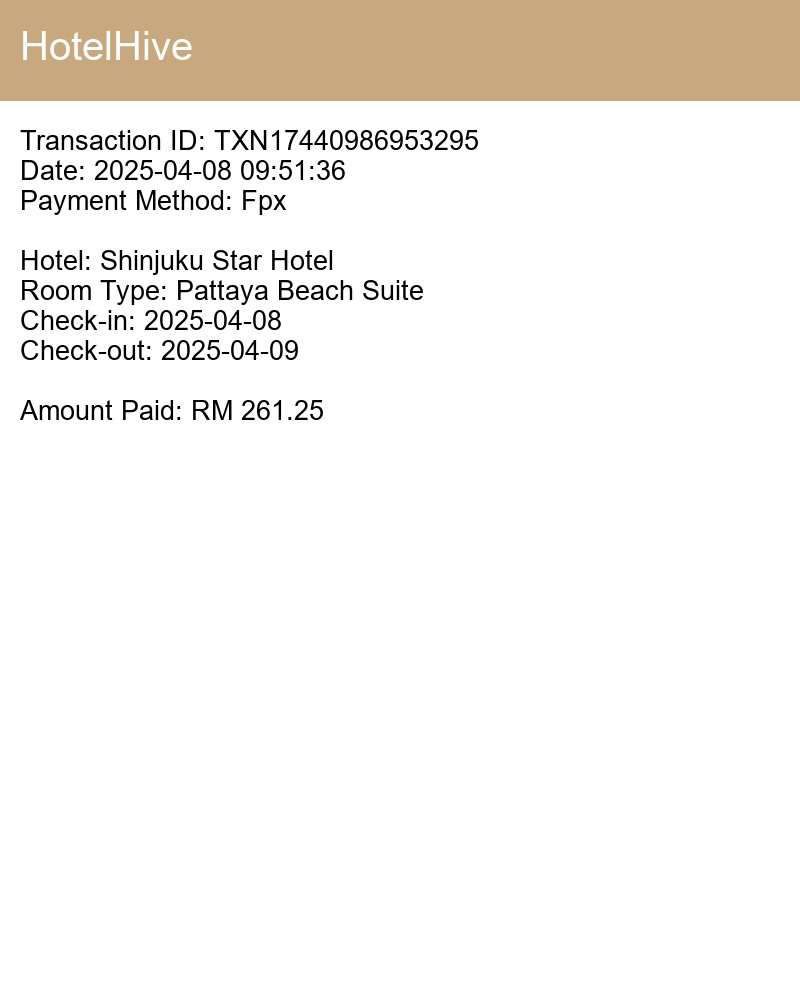 HotelHive
Transaction ID: TXN17440986953295
Date: 2025-04-08 09:51:36
Payment Method: Fpx
Hotel: Shinjuku Star Hotel
Room Type: Pattaya Beach Suite
Check-in: 2025-04-08
Check-out: 2025-04-09
Amount Paid: RM 261.25